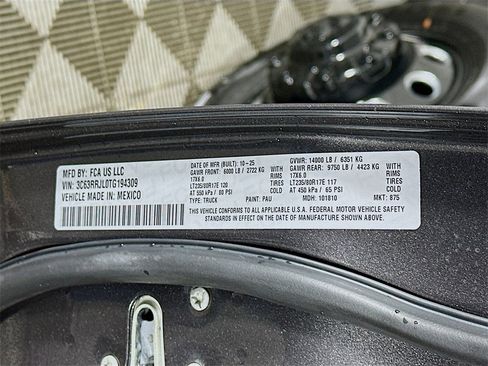 MFD BY: FCA US LLC
VIN: 3C63RRJL0TG194309
VEHICLE MADE IN: MEXICO
DATE OF MFR (BUILT): 10-25
GAWR FRONT: 6000 LB / 2722 KG WITH
17X6.0 RIMS
LT235/80R17E 120 TIRES
AT 550 kPa / 80 PSI COLD
TYPE: TRUCK PAINT: PAU
GVWR: 14000 LB / 6351 KG
GAWR REAR: 9750 LB / 4423 KG WITH
17X6.0 RIMS
LT235/80R17E 117 TIRES
AT 450 kPa / 65 PSI COLD
MDH: 101810 MKT: 875
THIS VEHICLE CONFORMS TO ALL APPLICABLE U.S.A. FEDERAL MOTOR VEHICLE SAFETY
STANDARDS IN EFFECT ON THE DATE OF MANUFACTURE SHOWN ABOVE.